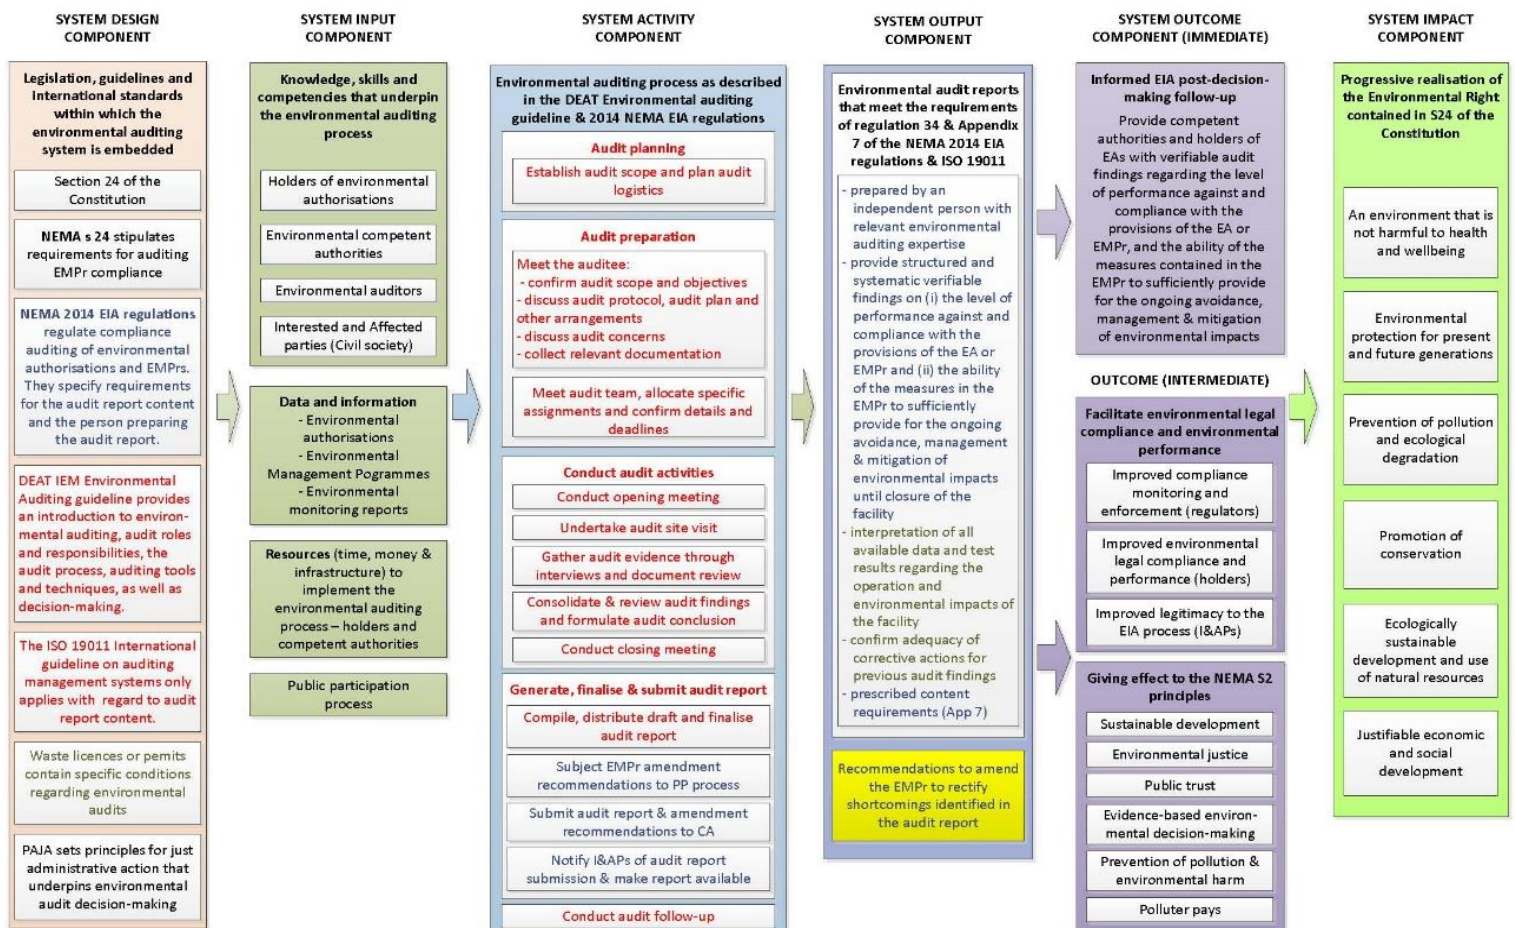 SYSTEM DESIGN
COMPONENT
Legislation, guidelines and
international standards
within which the
environmental auditing
system is embedded
Section 24 of the
Constitution
NEMA s 24 stipulates
requirements for auditing
EMPr compliance
NEMA 2014 EIA regulations
regulate compliance
auditing of environmental
authorisations and EMPrs.
They specify requirements
for the audit report content
and the person preparing
the audit report.
DEAT IEM Environmental
Auditing guideline provides
an introduction to environ-
mental auditing, audit roles
and responsibilities, the
audit process, auditing tools
and techniques, as well as
decision-making.
The ISO 19011 International
guideline on auditing
management systems only
applies with regard to audit
report content.
Waste licences or permits
contain specific conditions
regarding environmental
audits
PAJA sets principles for just
administrative action that
underpins environmental
audit decision-making
SYSTEM INPUT
COMPONENT
Knowledge, skills and
competencies that underpin
the environmental auditing
process
Holders of environmental
authorisations
Environmental competent
authorities
Environmental auditors
Interested and Affected
parties (Civil society)
Data and information
- Environmental
authorisations
- Environmental
Management Pogrammes
- Environmental
monitoring reports
Resources (time, money &
infrastructure) to
implement the
environmental auditing
process – holders and
competent authorities
Public participation
process
SYSTEM ACTIVITY
COMPONENT
Environmental auditing process as described
in the DEAT Environmental auditing
guideline & 2014 NEMA EIA regulations
Audit planning
Establish audit scope and plan audit
logistics
Audit preparation
Meet the auditee:
- confirm audit scope and objectives
- discuss audit protocol, audit plan and
other arrangements
- discuss audit concerns
- collect relevant documentation
Meet audit team, allocate specific
assignments and confirm details and
deadlines
Conduct audit activities
Conduct opening meeting
Undertake audit site visit
Gather audit evidence through
interviews and document review
Consolidate & review audit findings
and formulate audit conclusion
Conduct closing meeting
Generate, finalise & submit audit report
Compile, distribute draft and finalise
audit report
Subject EMPr amendment
recommendations to PP process
Submit audit report & amendment
recommendations to CA
Notify I&APs of audit report
submission & make report available
Conduct audit follow-up
SYSTEM OUTPUT
COMPONENT
Environmental audit reports
that meet the requirements
of regulation 34 & Appendix
7 of the NEMA 2014 EIA
regulations & ISO 19011
- prepared by an
independent person with
relevant environmental
auditing expertise
- provide structured and
systematic verifiable
findings on (i) the level of
performance against and
compliance with the
provisions of the EA or
EMPr and (ii) the ability
of the measures in the
EMPr to sufficiently
provide for the ongoing
avoidance, management
& mitigation of
environmental impacts
until closure of the
facility
- interpretation of all
available data and test
results regarding the
operation and
environmental impacts of
the facility
- confirm adequacy of
corrective actions for
previous audit findings
- prescribed content
requirements (App 7)
Recommendations to amend
the EMPr to rectify
shortcomings identified in
the audit report
SYSTEM OUTCOME
COMPONENT (IMMEDIATE)
Informed EIA post-decision-
making follow-up
Provide competent
authorities and holders of
EAs with verifiable audit
findings regarding the level
of performance against and
compliance with the
provisions of the EA or
EMPr, and the ability of the
measures contained in the
EMPr to sufficiently provide
for the ongoing avoidance,
management & mitigation
of environmental impacts
OUTCOME (INTERMEDIATE)
Facilitate environmental legal
compliance and environmental
performance
Improved compliance
monitoring and
enforcement (regulators)
Improved environmental
legal compliance and
performance (holders)
Improved legitimacy to the
EIA process (I&APs)
Giving effect to the NEMA S2
principles
Sustainable development
Environmental justice
Public trust
Evidence-based environ-
mental decision-making
Prevention of pollution &
environmental harm
Polluter pays
SYSTEM IMPACT
COMPONENT
Progressive realisation of
the Environmental Right
contained in S24 of the
Constitution
An environment that is
not harmful to health
and wellbeing
Environmental
protection for present
and future generations
Prevention of pollution
and ecological
degradation
Promotion of
conservation
Ecologically
sustainable
development and use
of natural resources
Justifiable economic
and social
development